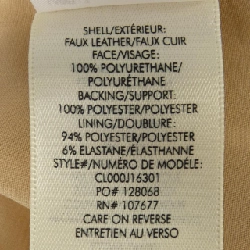 SHELL/EXTÉRIEUR:
FAUX LEATHER/FAUX CUIR
FACE/VISAGE:
100% POLYURETHANE/
POLYURÉTHANE
BACKING/SUPPORT:
100% POLYESTER/POLYESTER
LINING/DOUBLURE:
94% POLYESTER/POLYESTER
6% ELASTANE/ÉLASTHANNE
STYLE#/NUMÉRO DE MODÈLE:
CL000J16301
PO# 128068
RN# 107677
CARE ON REVERSE
ENTRETIEN AU VERSO